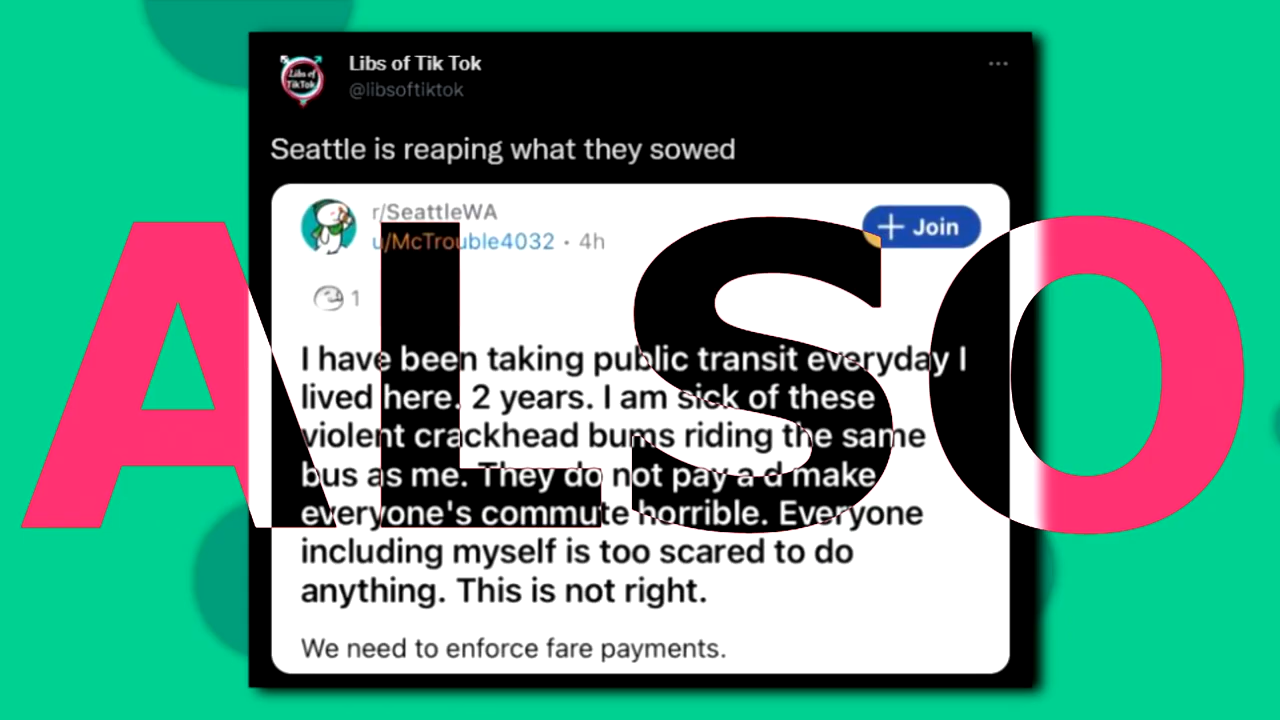 Libs of Tik Tok
@libsoftiktok
Seattle is reaping what they sowed
Libs of
TikTok
r/SeattleWA
u/McTrouble4032 · 4h
+ Join
1
ALSO
I have been taking public transit everyday I
lived here. 2 years. I am sick of these
violent crackhead bums riding the same
bus as me. They do not pay a d make
everyone's commute horrible. Everyone
including myself is too scared to do
anything. This is not right.
We need to enforce fare payments.